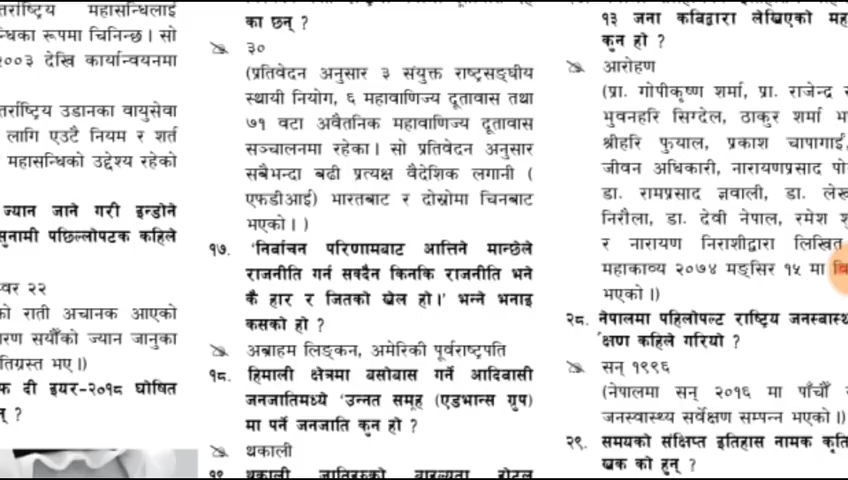 तर्राष्ट्रिय महासन्धिलाई
न्धिका रूपमा चिनिन्छ। सो
२००३ देखि कार्यान्वयनमा
तर्राष्ट्रिय उडानका वायुसेवा
लागि एउटै नियम र शर्त
महासन्धिको उद्देश्य रहेको
ज्यान जाने गरी इन्डोने
सुनामी पछिल्लोपटक कहिले
म्वर २२
को राती अचानक आएको
ारण सयौँको ज्यान जानुका
तिग्रस्त भए।)
फ दी इयर-२०१८ घोषित
न् ?
का छन् ?
३०
(प्रतिवेदन अनुसार ३ संयुक्त राष्ट्रसङ्घीय
स्थायी नियोग, ६ महावाणिज्य दूतावास तथा
७१ वटा अवैतनिक महावाणिज्य दूतावास
सञ्चालनमा रहेका। सो प्रतिवेदन अनुसार
सबैभन्दा बढी प्रत्यक्ष वैदेशिक लगानी (
एफडीआई) भारतबाट र दोस्रोमा चिनबाट
भएको। )
१७. 'निर्वाचन परिणामबाट आत्तिने मान्छेले
राजनीति गर्न सक्दैन किनकि राजनीति भने
कै हार र जितको खेल हो।' भन्ने भनाइ
कसको हो ?
अब्राहम लिङ्कन, अमेरिकी पूर्वराष्ट्रपति
१८. हिमाली क्षेत्रमा बसोबास गर्ने आदिबासी
जनजातिमध्ये 'उन्नत समूह (एडभान्स ग्रुप)
मा पर्ने जनजाति कुन हो ?
थकाली
१९ थकाली जातिहरुको बाहुल्यता होटल
१३ जना कबिद्वारा लेखिएको मह
कुन हो ?
आरोहण
(प्रा. गोपीकृष्ण शर्मा, प्रा. राजेन्द्र
भुवनहरि सिग्देल, ठाकुर शर्मा भ
श्रीहरि फुयाल, प्रकाश चापागाईं,
जीवन अधिकारी, नारायणप्रसाद पो
डा. रामप्रसाद ज्ञवाली, डा. लेख
निरौला, डा. देवी नेपाल, रमेश शु
र नारायण निराशीद्वारा लिखित
महाकाव्य २०७४ मङ्सिर १५ मा वि
भएको।)
२८. नेपालमा पहिलोपल्ट राष्ट्रिय जनस्वास्थ
र्क्षण कहिले गरियो ?
सन् १९९६
(नेपालमा सन् २०१६ मा पाँचौँ
जनस्वास्थ्य सर्वेक्षण सम्पन्न भएको।)
२९. समयको संक्षिप्त इतिहास नामक कृति
खक को हुन् ?